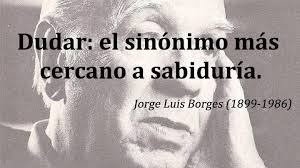 Dudar: el sinónimo más
cercano a sabiduría.
Jorge Luis Borges (1899-1986)